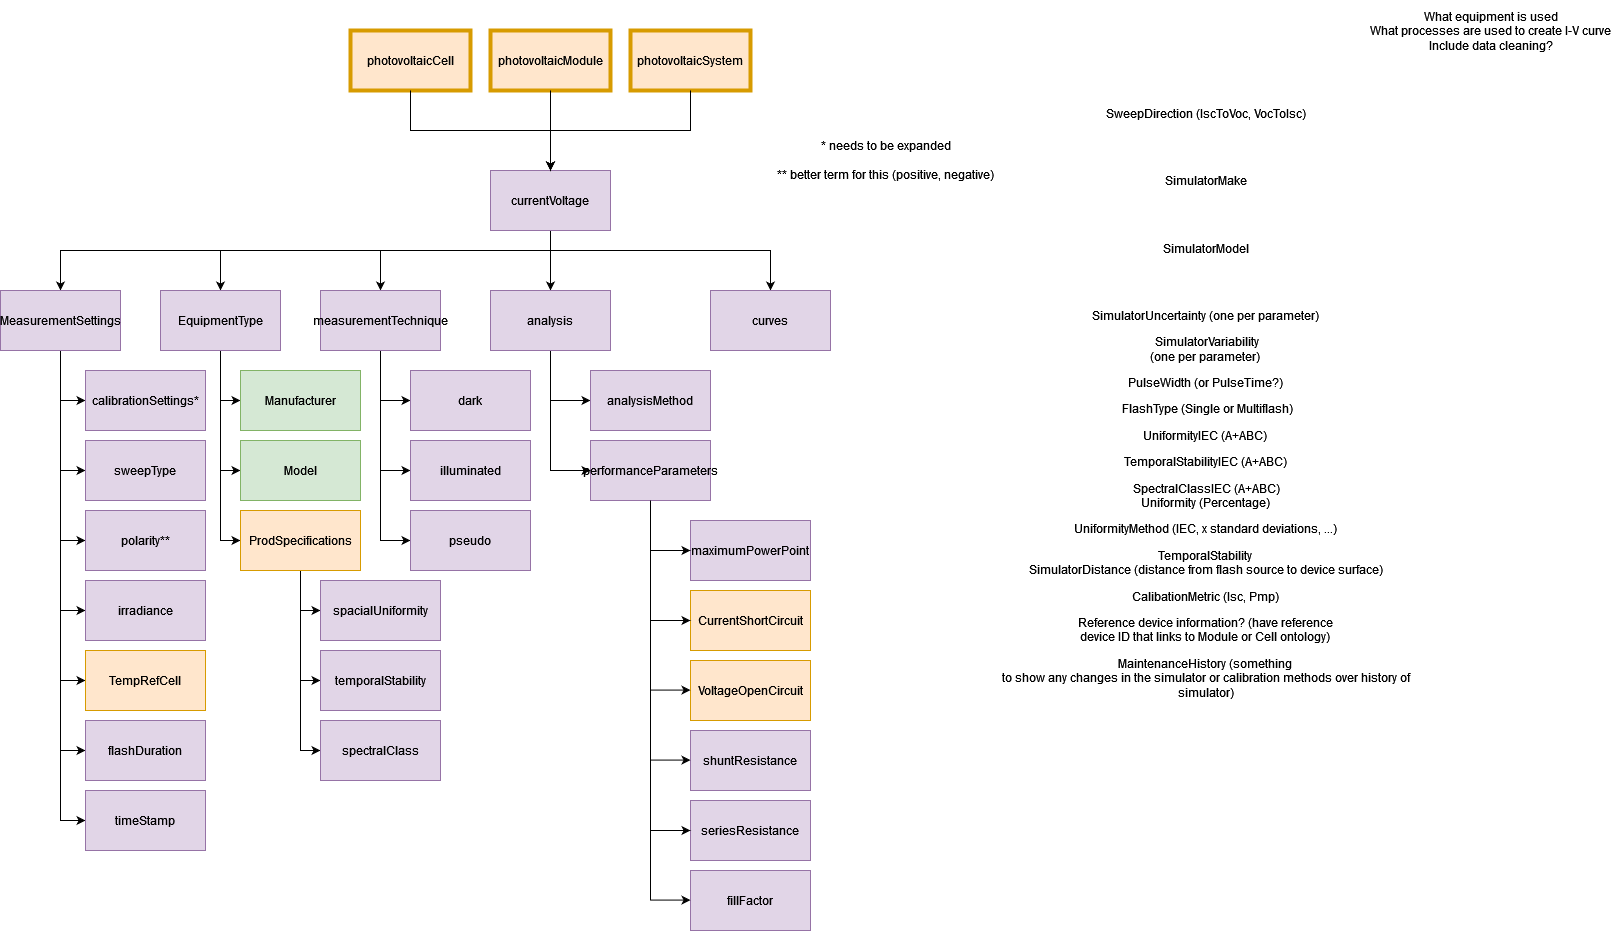 What equipment is used
What processes are used to create I-V curve
Include data cleaning?
photovoltaicCell
photovoltaicModule
photovoltaicSystem
SweepDirection (IscToVoc, VocToIsc)
* needs to be expanded
** better term for this (positive, negative)
SimulatorMake
currentVoltage
SimulatorModel
MeasurementSettings
EquipmentType
measurementTechnique
analysis
curves
SimulatorUncertainty (one per parameter)
SimulatorVariability
(one per parameter)
PulseWidth (or PulseTime?)
FlashType (Single or Multiflash)
UniformityIEC (A+ABC)
TemporalStabilityIEC (A+ABC)
SpectralClassIEC (A+ABC)
Uniformity (Percentage)
UniformityMethod (IEC, x standard deviations, ...)
TemporalStability
SimulatorDistance (distance from flash source to device surface)
CalibationMetric (Isc, Pmp)
Reference device information? (have reference
device ID that links to Module or Cell ontology)
MaintenanceHistory (something
to show any changes in the simulator or calibration methods over history of
simulator)
calibrationSettings*
sweepType
polarity**
irradiance
TempRefCell
flashDuration
timeStamp
Manufacturer
Model
ProdSpecifications
spacialUniformity
temporalStability
spectralClass
dark
illuminated
pseudo
analysisMethod
performanceParameters
maximumPowerPoint
CurrentShortCircuit
VoltageOpenCircuit
shuntResistance
seriesResistance
fillFactor